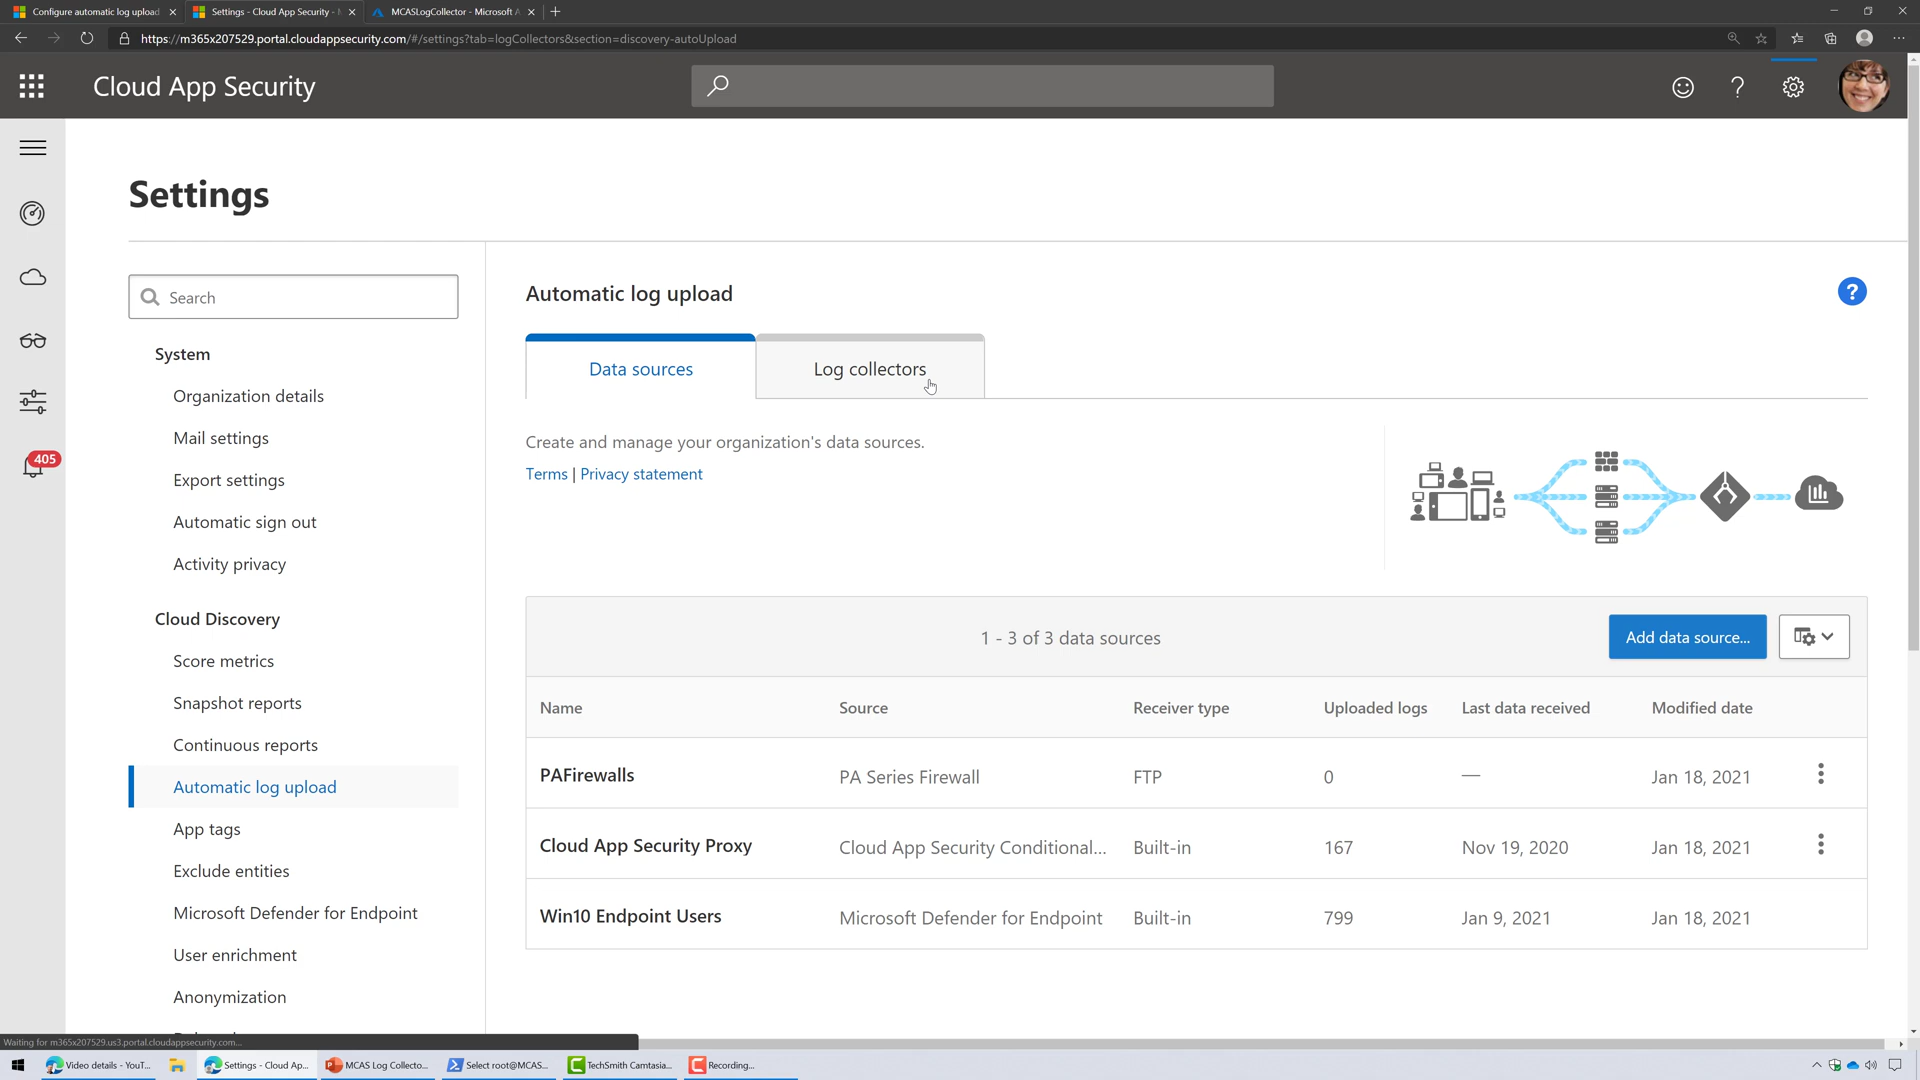 Configure automatic log upload
Settings - Cloud App Security -
MCASLogCollector - Microsoft A
https://m365x207529.portal.cloudappsecurity.com/#/settings?tab=logCollectors&section=discovery-autoUpload
Cloud App Security
?
Settings
Search
System
Organization details
Mail settings
Export settings
Automatic sign out
Activity privacy
Cloud Discovery
Score metrics
Snapshot reports
Continuous reports
Automatic log upload
App tags
Exclude entities
Microsoft Defender for Endpoint
User enrichment
Anonymization
405
Automatic log upload
?
Data sources
Log collectors
Create and manage your organization's data sources.
Terms | Privacy statement
1 - 3 of 3 data sources
Add data source...
Name Source Receiver type Uploaded logs Last data received Modified date
PAFirewalls PA Series Firewall FTP 0 — Jan 18, 2021
Cloud App Security Proxy Cloud App Security Conditional... Built-in 167 Nov 19, 2020 Jan 18, 2021
Win10 Endpoint Users Microsoft Defender for Endpoint Built-in 799 Jan 9, 2021 Jan 18, 2021
Waiting for m365x207529.us3.portal.cloudappsecurity.com...
Video details - YouT...
Settings - Cloud Ap...
MCAS Log Collecto...
Select root@MCAS...
TechSmith Camtasia...
Recording...